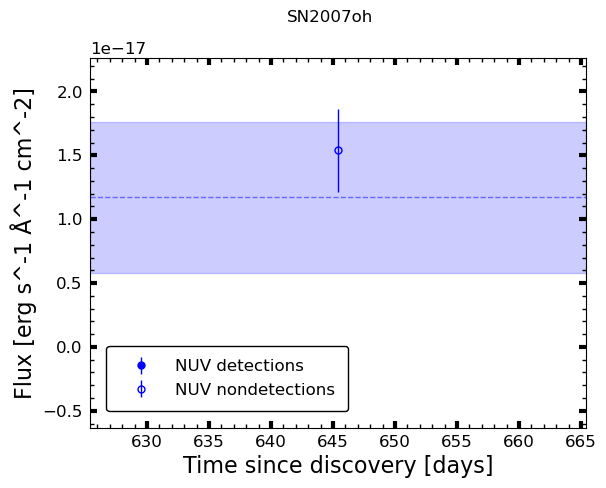 SN2007oh
1e−17
2.0
1.5
1.0
0.5
0.0
−0.5
Flux [erg s^-1 Å^-1 cm^-2]
NUV detections
NUV nondetections
630 635 640 645 650 655 660 665
Time since discovery [days]